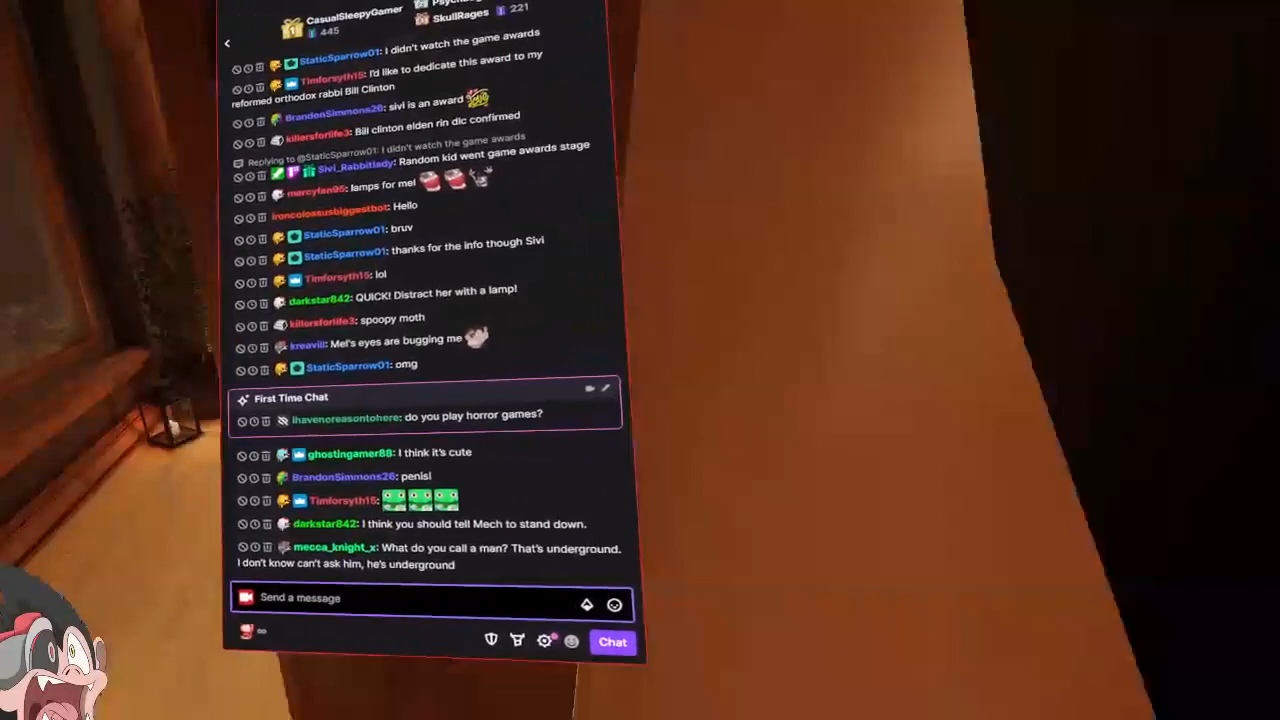 CasualSleepyGamer
445
SkullRages 221
StaticSparrow01: I didn't watch the game awards
Timforsyth15: I'd like to dedicate this award to my
reformed orthodox rabbi Bill Clinton
BrandonSimmons26: sivi is an award
killersforlife3: Bill clinton elden rin dlc confirmed
Replying to @StaticSparrow01: I didn't watch the game awards
Sivi_Rabbitlady: Random kid went game awards stage
mercyfan95: lamps for me!
ironcolossusbiggestbot: Hello
StaticSparrow01: bruv
StaticSparrow01: thanks for the info though Sivi
Timforsyth15: lol
darkstar842: QUICK! Distract her with a lamp!
killersforlife3: spoopy moth
kreavill: Mel's eyes are bugging me
StaticSparrow01: omg
First Time Chat
ihavenoreasontohere: do you play horror games?
ghostingamer88: I think it's cute
BrandonSimmons26: penis!
Timforsyth15:
darkstar842: I think you should tell Mech to stand down.
mecca_knight_x: What do you call a man? That's underground.
I don't know can't ask him, he's underground
Send a message
Chat